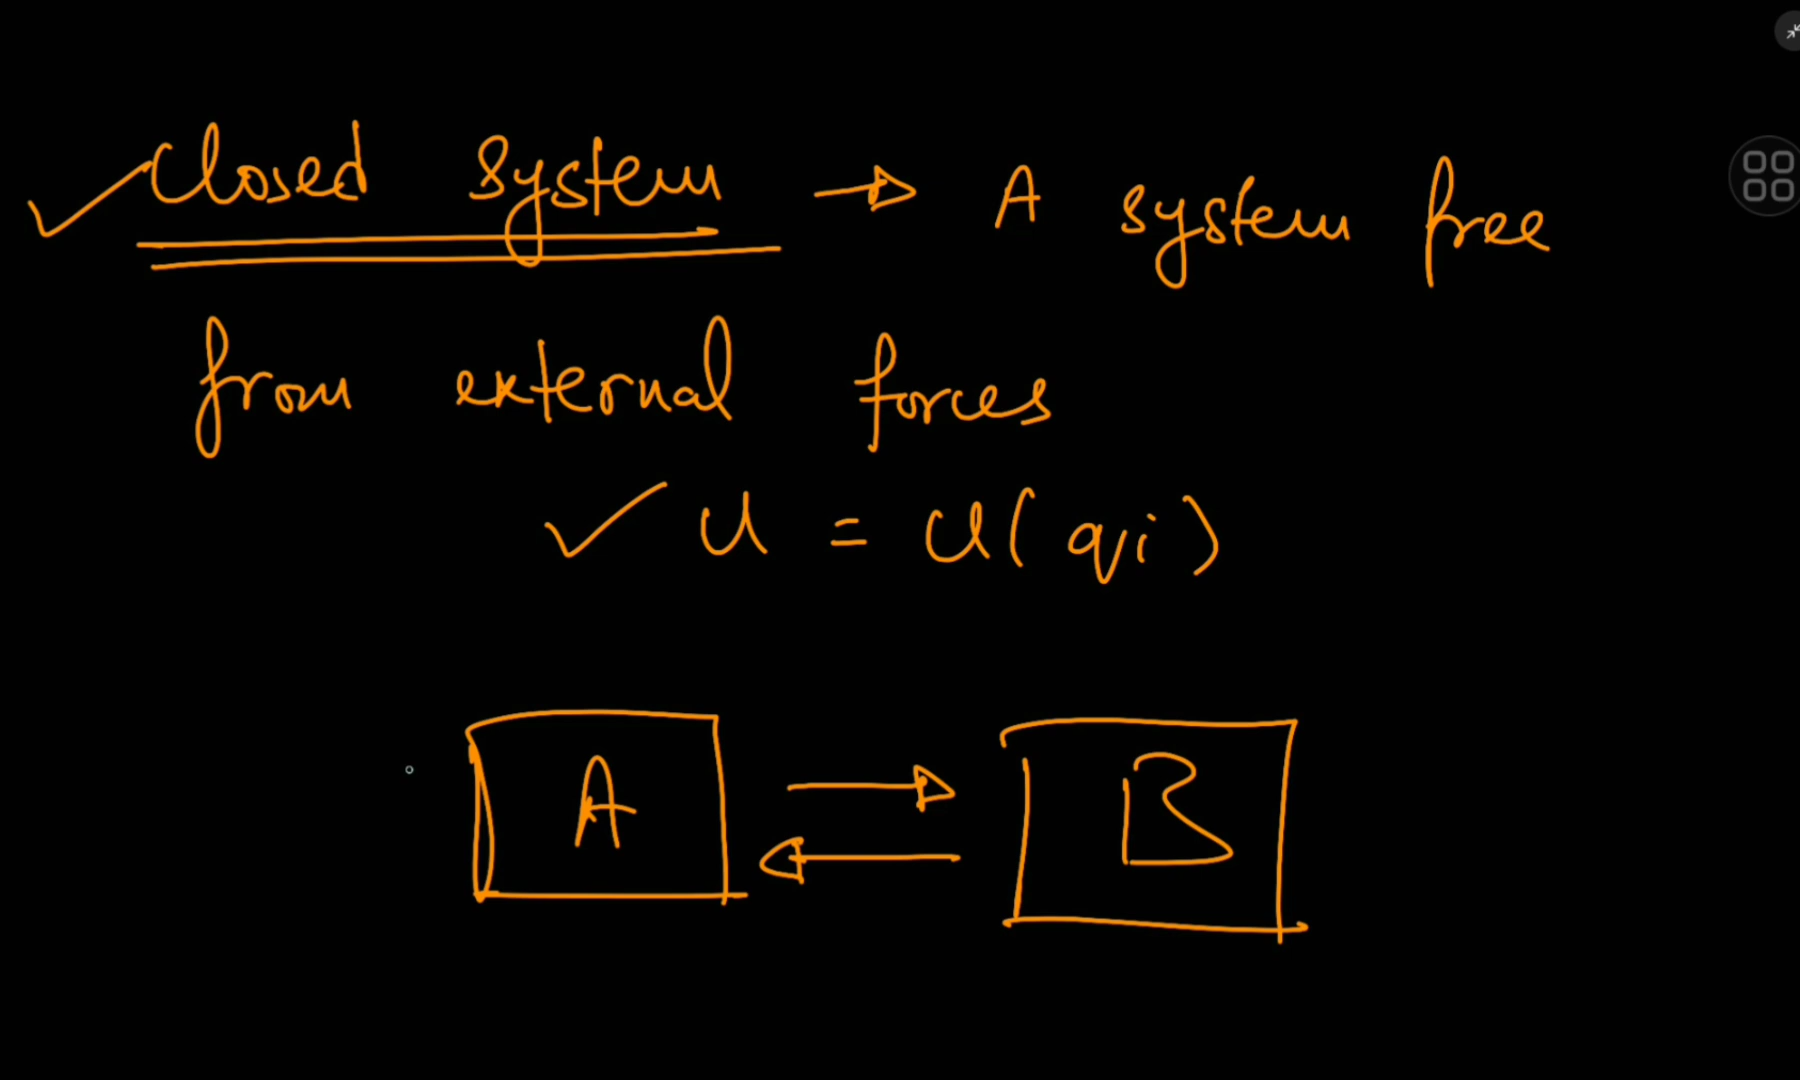 Closed system → A system free
from external forces
✓ U = U(qi)
A B